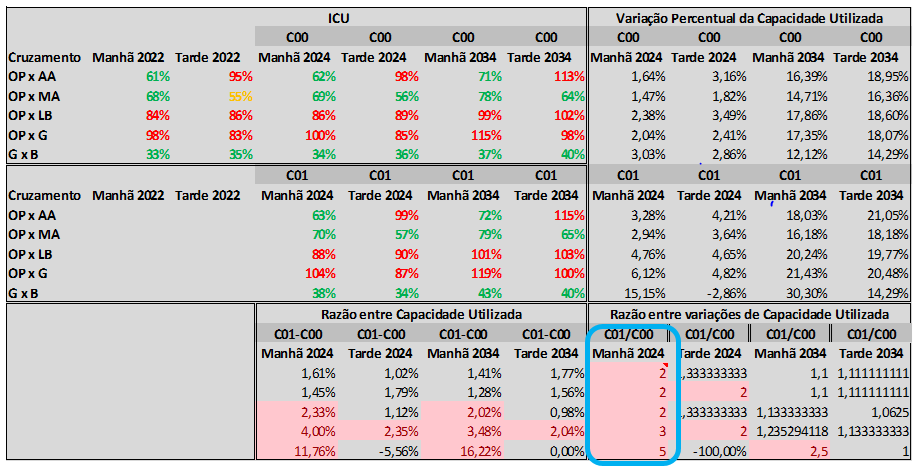 ICU Variação Percentual da Capacidade Utilizada
C00 C00 C00 C00 C00 C00 C00 C00
Cruzamento Manhã 2022 Tarde 2022 Manhã 2024 Tarde 2024 Manhã 2034 Tarde 2034 Manhã 2024 Tarde 2024 Manhã 2034 Tarde 2034
OP x AA 61% 95% 62% 98% 71% 113% 1,64% 3,16% 16,39% 18,95%
OP x MA 68% 55% 69% 56% 78% 64% 1,47% 1,82% 14,71% 16,36%
OP x LB 84% 86% 86% 89% 99% 102% 2,38% 3,49% 17,86% 18,60%
OP x G 98% 83% 100% 85% 115% 98% 2,04% 2,41% 17,35% 18,07%
G x B 33% 35% 34% 36% 37% 40% 3,03% 2,86% 12,12% 14,29%
C01 C01 C01 C01 C01 C01 C01 C01
Cruzamento Manhã 2022 Tarde 2022 Manhã 2024 Tarde 2024 Manhã 2034 Tarde 2034 Manhã 2024 Tarde 2024 Manhã 2034 Tarde 2034
OP x AA 63% 99% 72% 115% 3,28% 4,21% 18,03% 21,05%
OP x MA 70% 57% 79% 65% 2,94% 3,64% 16,18% 18,18%
OP x LB 88% 90% 101% 103% 4,76% 4,65% 20,24% 19,77%
OP x G 104% 87% 119% 100% 6,12% 4,82% 21,43% 20,48%
G x B 38% 34% 43% 40% 15,15% -2,86% 30,30% 14,29%
Razão entre Capacidade Utilizada Razão entre variações de Capacidade Utilizada
C01-C00 C01-C00 C01-C00 C01-C00 C01/C00 C01/C00 C01/C00 C01/C00
Manhã 2024 Tarde 2024 Manhã 2034 Tarde 2034 Manhã 2024 Tarde 2024 Manhã 2034 Tarde 2034
1,61% 1,02% 1,41% 1,77% 2 1,333333333 1,1 1,111111111
1,45% 1,79% 1,28% 1,56% 2 2 1,1 1,111111111
2,33% 1,12% 2,02% 0,98% 2 1,333333333 1,133333333 1,0625
4,00% 2,35% 3,48% 2,04% 3 2 1,235294118 1,133333333
11,76% -5,56% 16,22% 0,00% 5 -100,00% 2,5 1